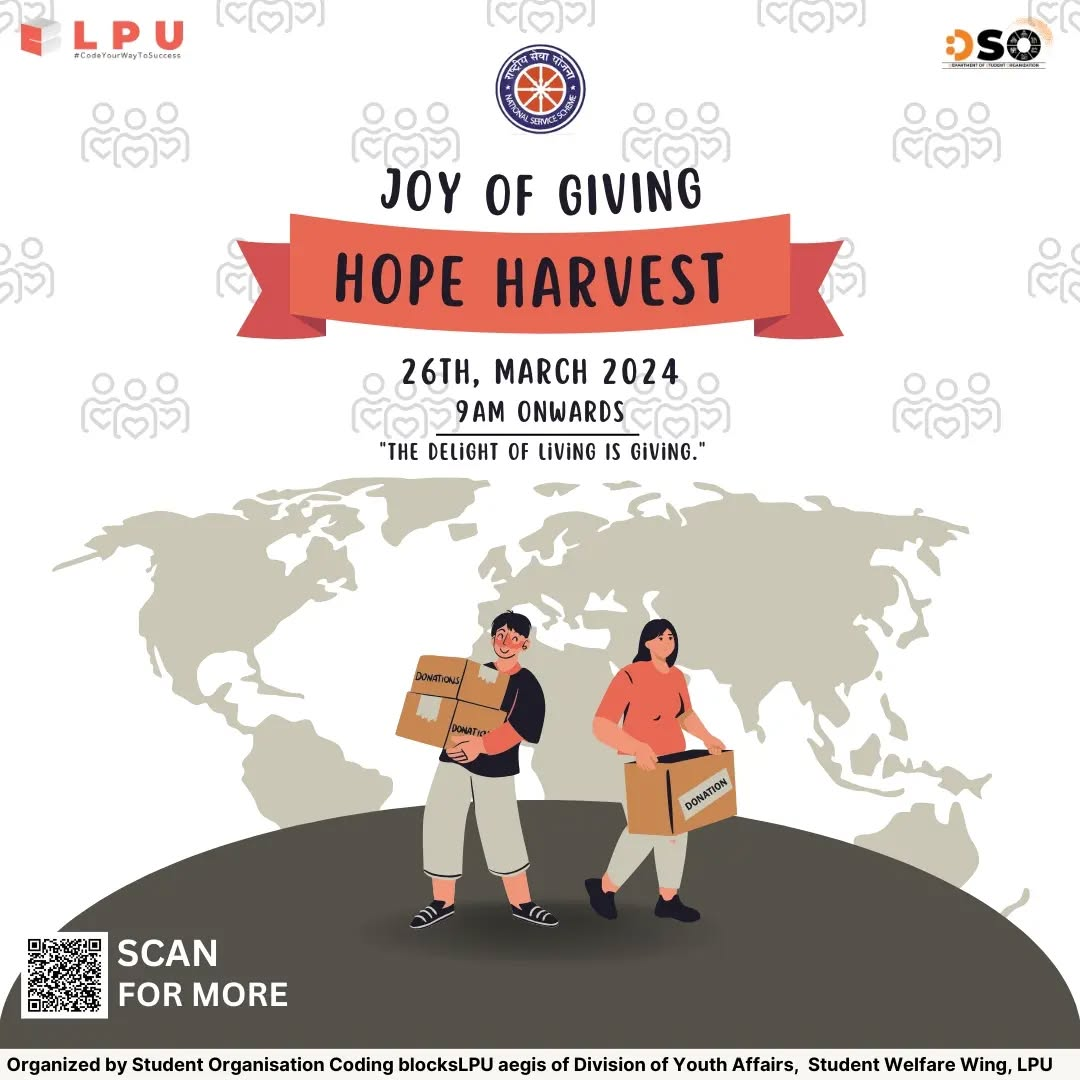 LPU
#CodeYourWayToSuccess
DSO
DEPARTMENT OF STUDENT ORGANIZATION
राष्ट्रीय सेवा योजना
NATIONAL SERVICE SCHEME
JOY OF GIVING
HOPE HARVEST
26TH, MARCH 2024
9AM ONWARDS
"THE DELIGHT OF LIVING IS GIVING."
DONATIONS
DONATIO
DONATION
SCAN
FOR MORE
Organized by Student Organisation Coding blocksLPU aegis of Division of Youth Affairs, Student Welfare Wing, LPU